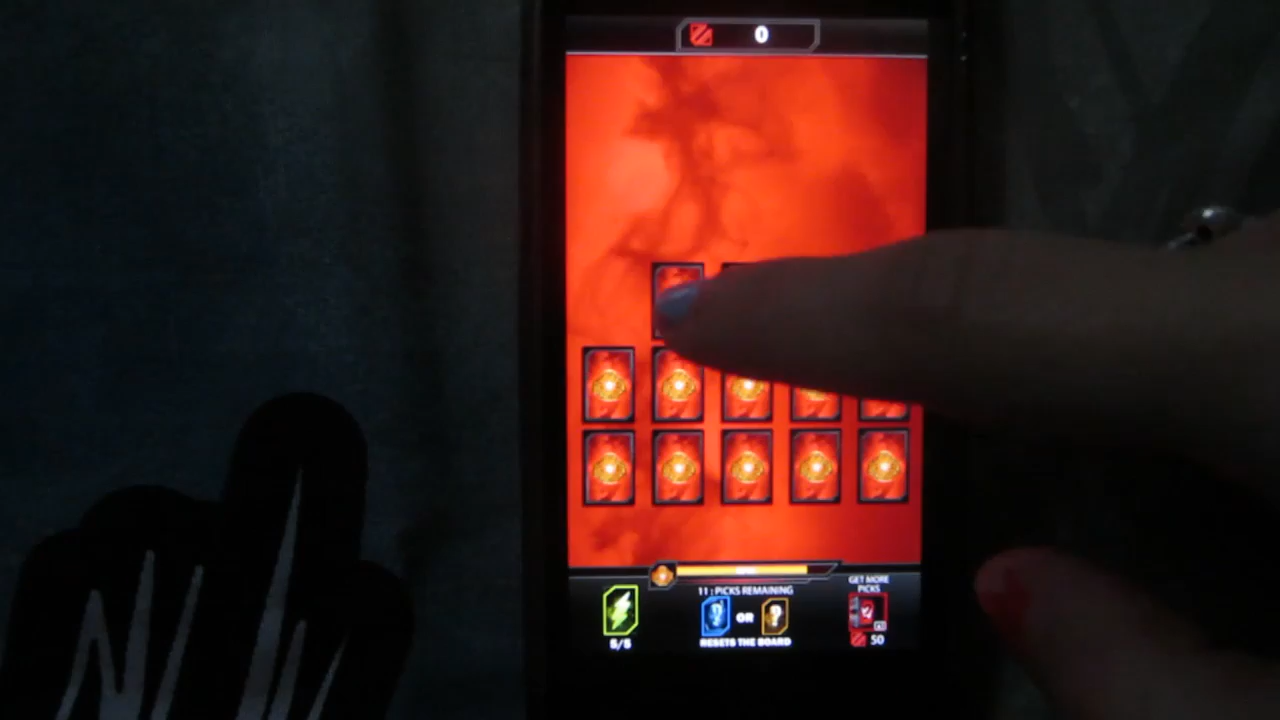 0
11 : PICKS REMAINING
GET MORE
PICKS
OR
5/5
RESETS THE BOARD
50